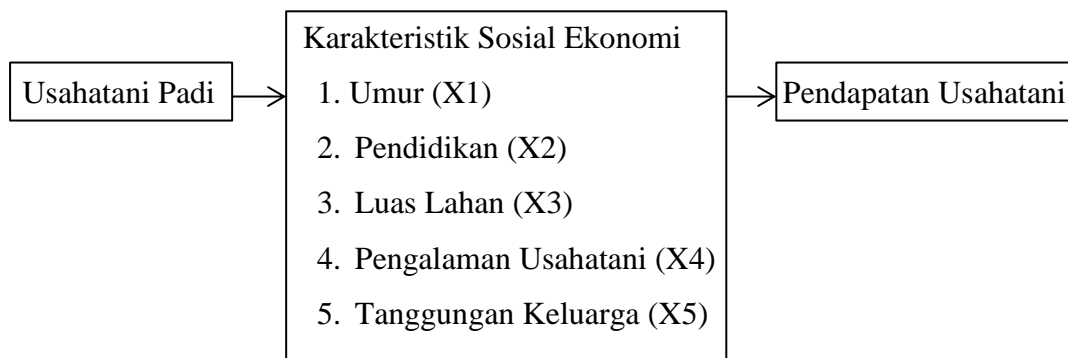 Usahatani Padi
Karakteristik Sosial Ekonomi
1. Umur (X1)
2. Pendidikan (X2)
3. Luas Lahan (X3)
4. Pengalaman Usahatani (X4)
5. Tanggungan Keluarga (X5)
Pendapatan Usahatani